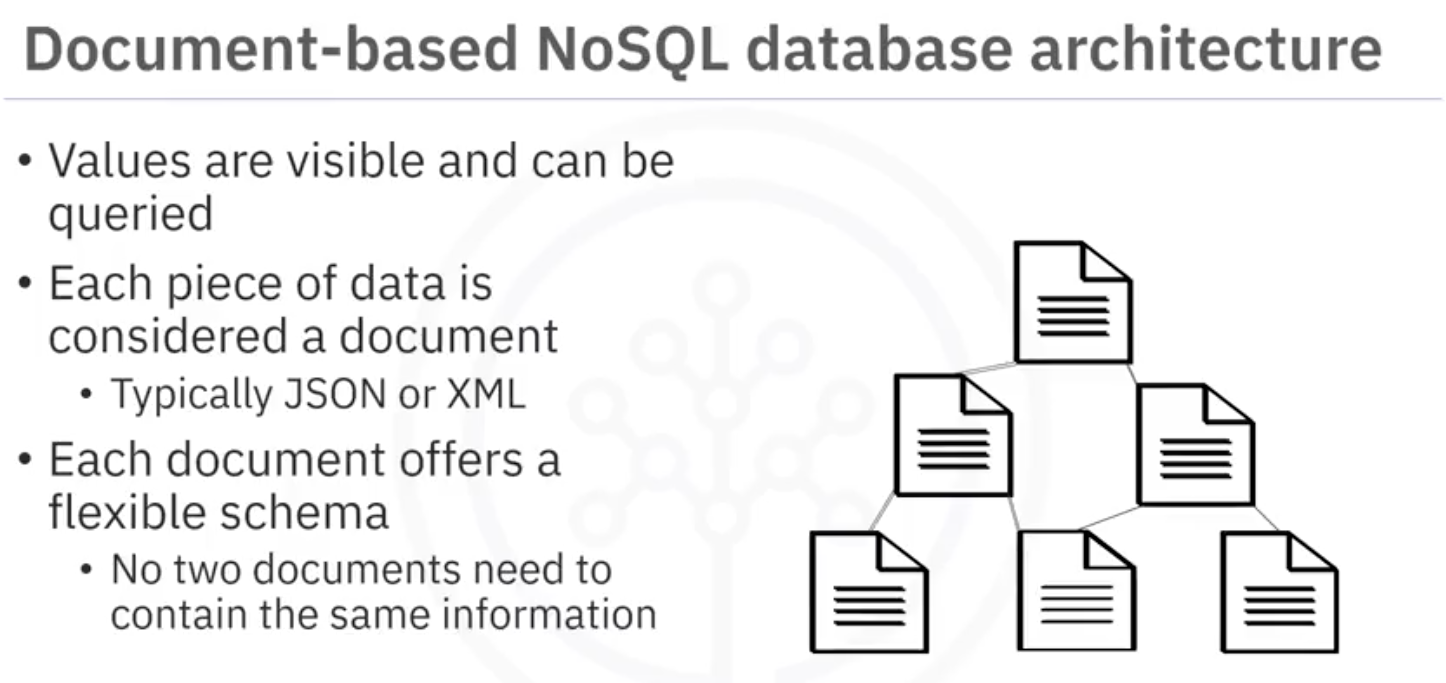 Document-based NoSQL database architecture
• Values are visible and can be
queried
• Each piece of data is
considered a document
• Typically JSON or XML
• Each document offers a
flexible schema
• No two documents need to
contain the same information